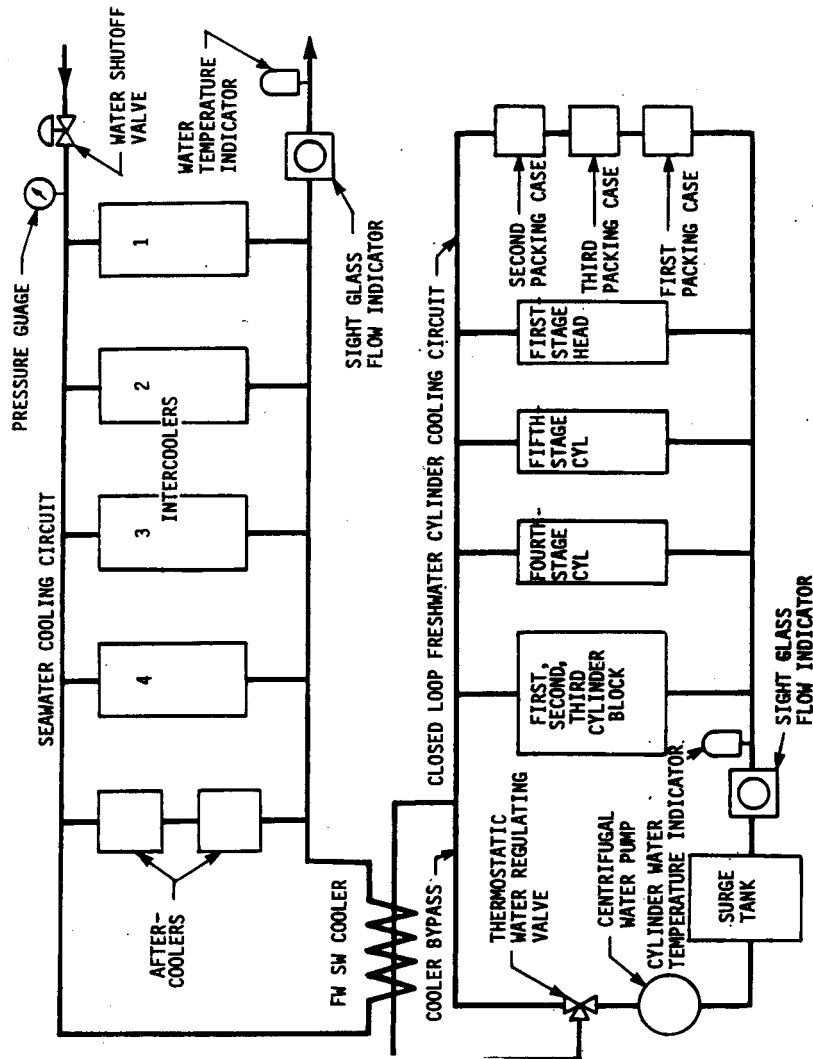 SEAWATER COOLING CIRCUIT
PRESSURE GUAGE
WATER SHUTOFF
VALVE
WATER
TEMPERATURE
INDICATOR
SIGHT GLASS
FLOW INDICATOR
1
2
3
4
INTERCOOLERS
AFTER-
COOLERS
FW SW COOLER
COOLER BYPASS
CLOSED LOOP FRESHWATER CYLINDER COOLING CIRCUIT
THERMOSTATIC
WATER REGULATING
VALVE
CENTRIFUGAL
WATER PUMP
CYLINDER WATER
TEMPERATURE INDICATOR
SURGE
TANK
SIGHT GLASS
FLOW INDICATOR
FIRST,
SECOND,
THIRD
CYLINDER
BLOCK
FOURTH-
STAGE
CYL
FIFTH-
STAGE
CYL
FIRST-
STAGE
HEAD
SECOND
PACKING CASE
THIRD
PACKING CASE
FIRST
PACKING CASE